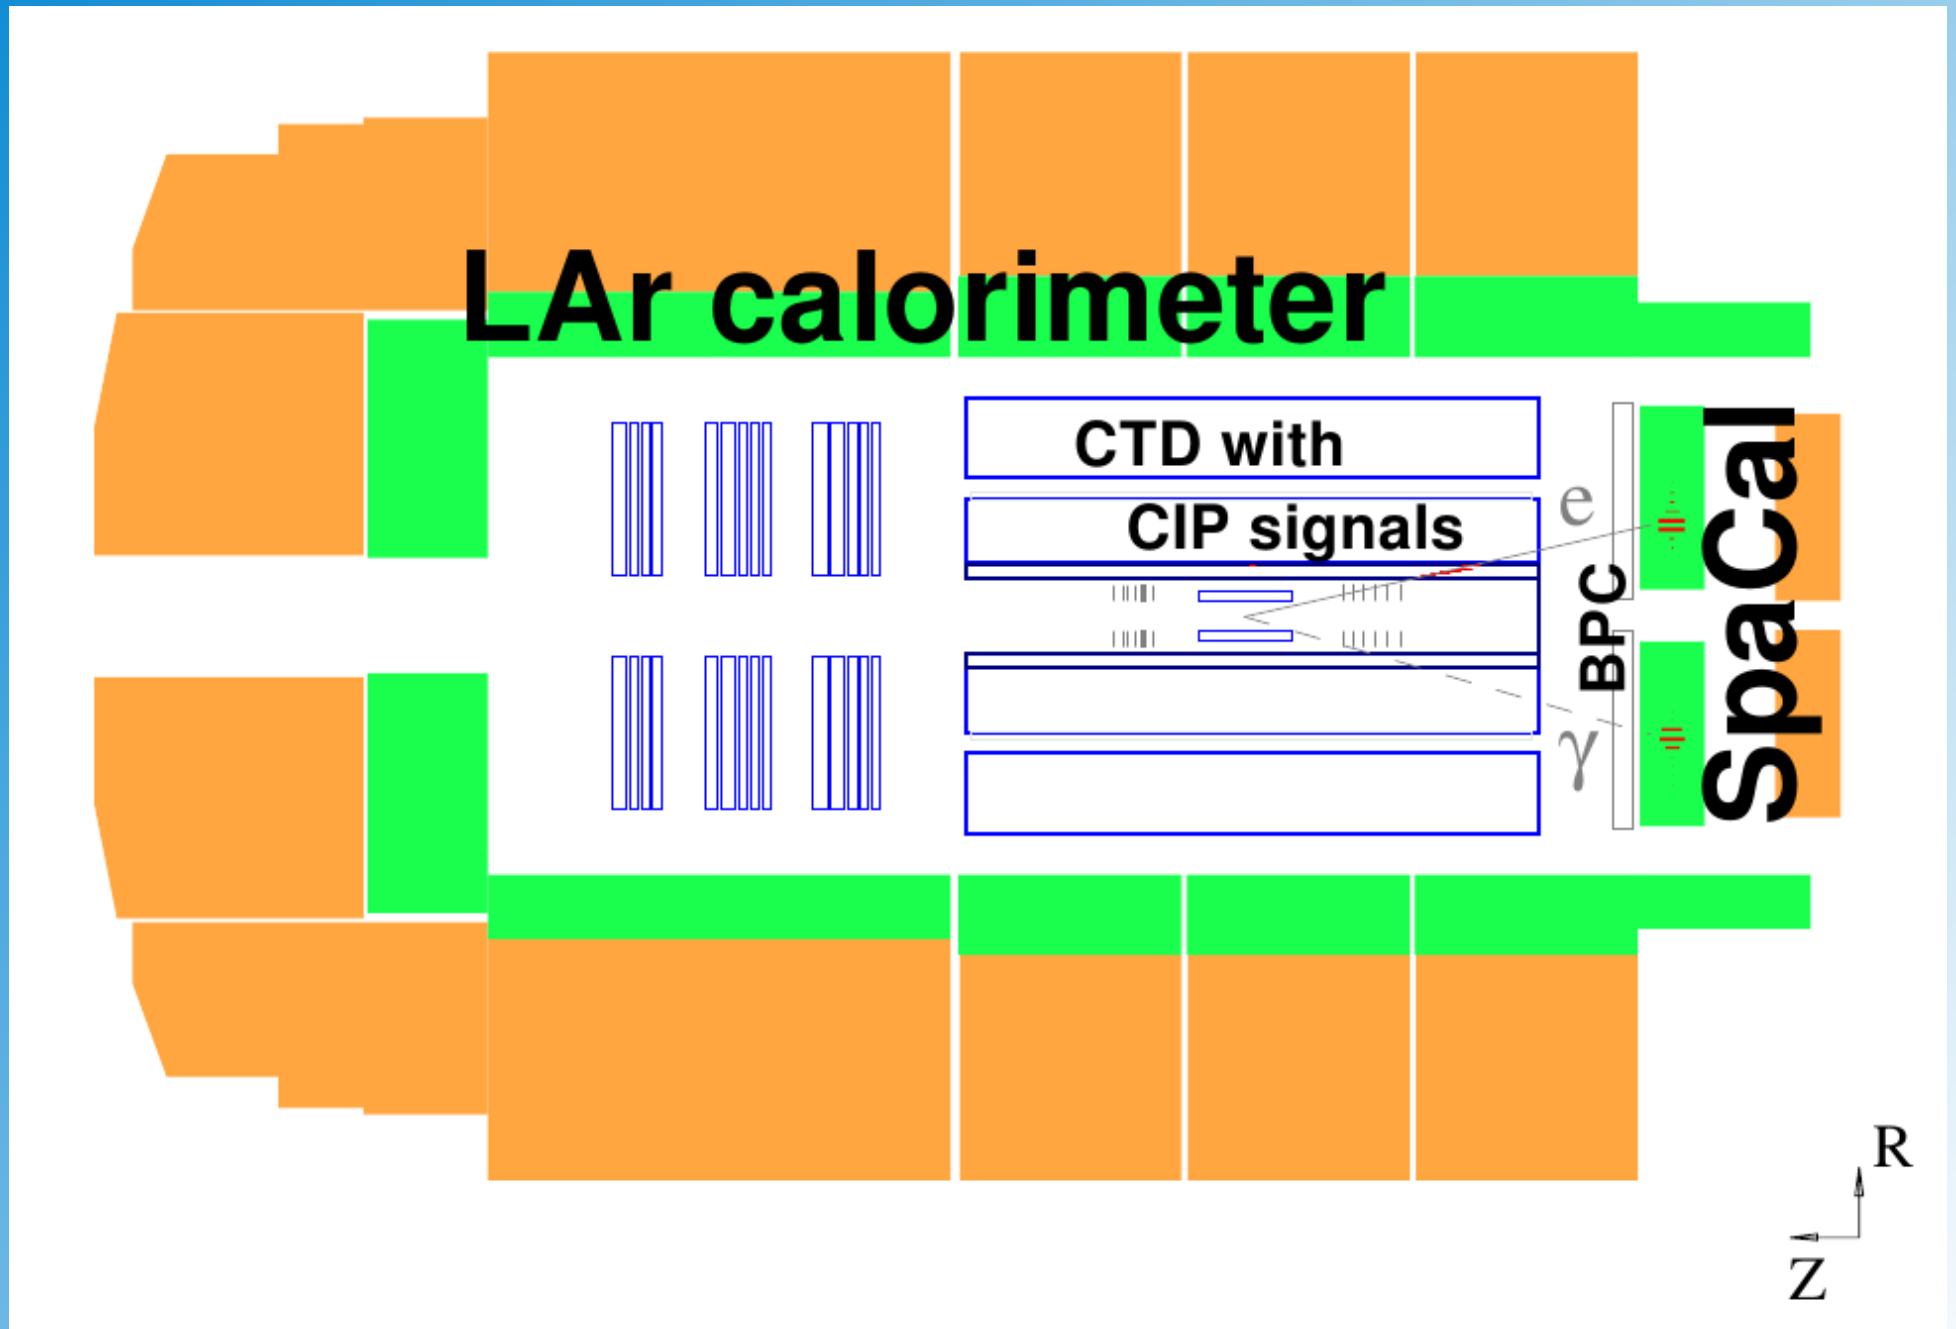 LAr calorimeter
CTD with
CIP signals
e
BPC
SpaCal
γ
R
Z